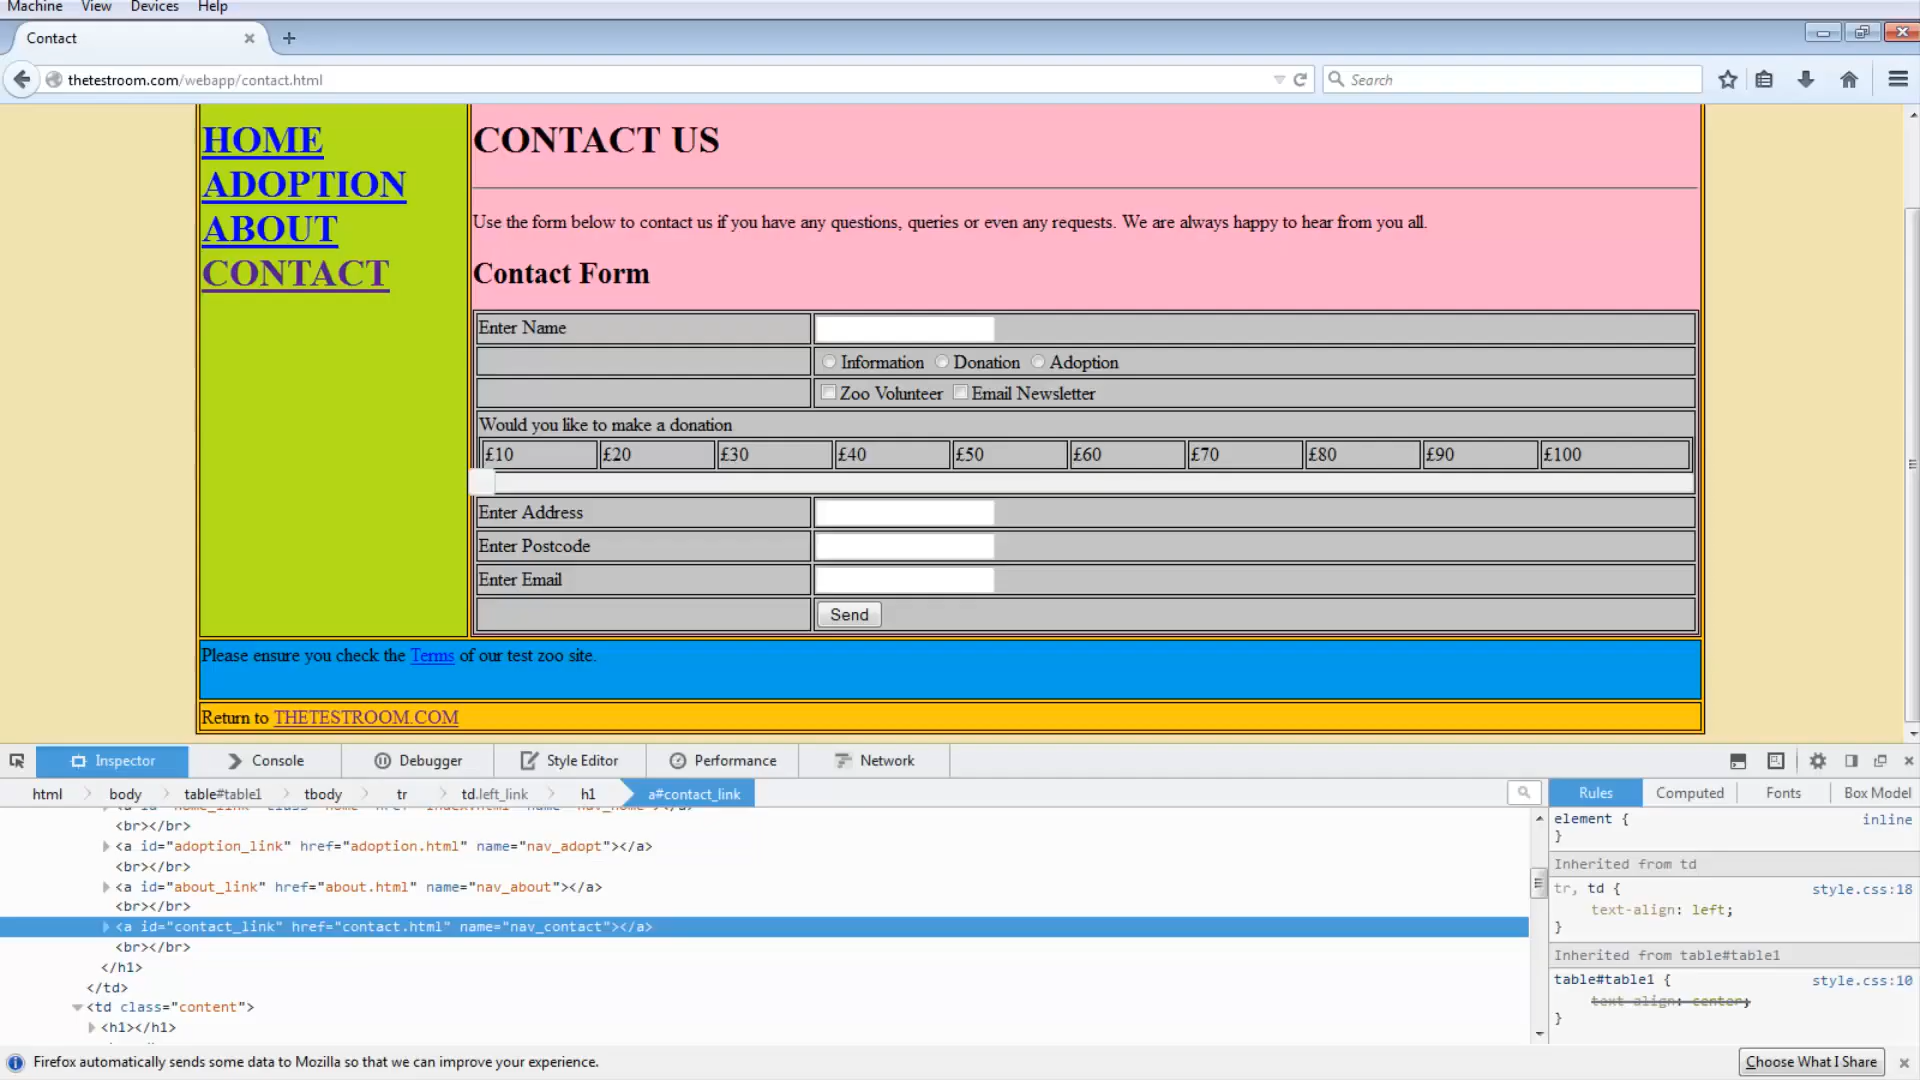 Machine View Devices Help
Contact
thetestroom.com/webapp/contact.html
Search
HOME
ADOPTION
ABOUT
CONTACT
CONTACT US
Use the form below to contact us if you have any questions, queries or even any requests. We are always happy to hear from you all.
Contact Form
Enter Name
Information Donation Adoption
Zoo Volunteer Email Newsletter
Would you like to make a donation
£10 £20 £30 £40 £50 £60 £70 £80 £90 £100
Enter Address
Enter Postcode
Enter Email
Send
Please ensure you check the Terms of our test zoo site.
Return to THETESTROOM.COM
Inspector Console Debugger Style Editor Performance Network
html body table#table1 tbody tr td.left_link h1 a#contact_link
Rules Computed Fonts Box Model
<br></br>
<a id="adoption_link" href="adoption.html" name="nav_adopt"></a>
<br></br>
<a id="about_link" href="about.html" name="nav_about"></a>
<br></br>
<a id="contact_link" href="contact.html" name="nav_contact"></a>
<br></br>
</h1>
</td>
<td class="content">
<h1></h1>
element { inline
}
Inherited from td
tr, td { style.css:18
text-align: left;
}
Inherited from table#table1
table#table1 { style.css:10
text-align: center;
}
Firefox automatically sends some data to Mozilla so that we can improve your experience.
Choose What I Share